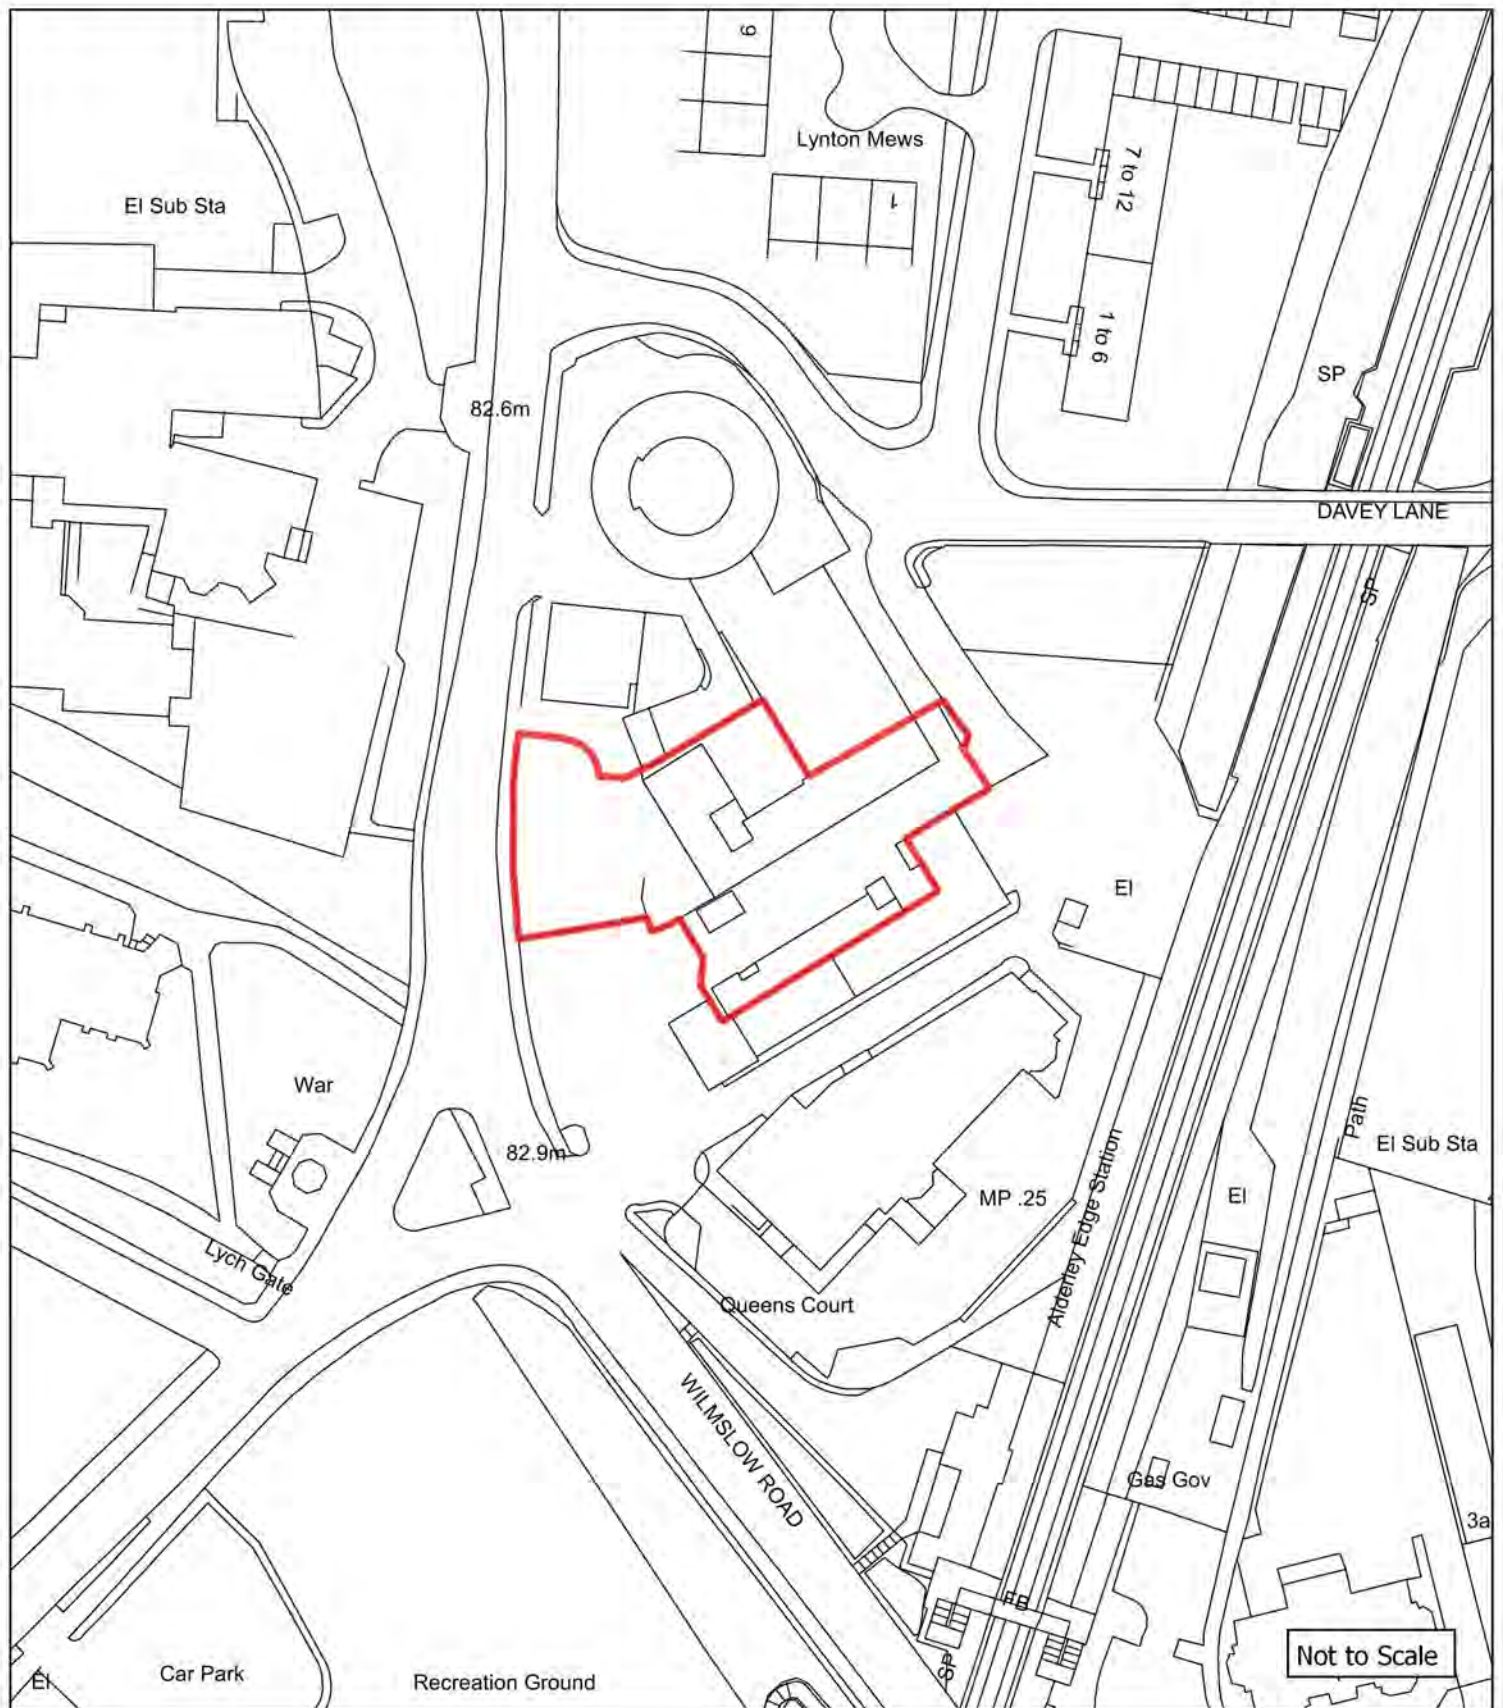 9
Lynton Mews
7 to 12
El Sub Sta
1
1 to 6
SP
82.6m
DAVEY LANE
SP
El
War
Path
82.9m
El Sub Sta
MP .25
El
Alderley Edge Station
Lych Gate
Queens Court
WILMSLOW ROAD
Gas Gov
3a
FB
Not to Scale
SP
El
Car Park
Recreation Ground